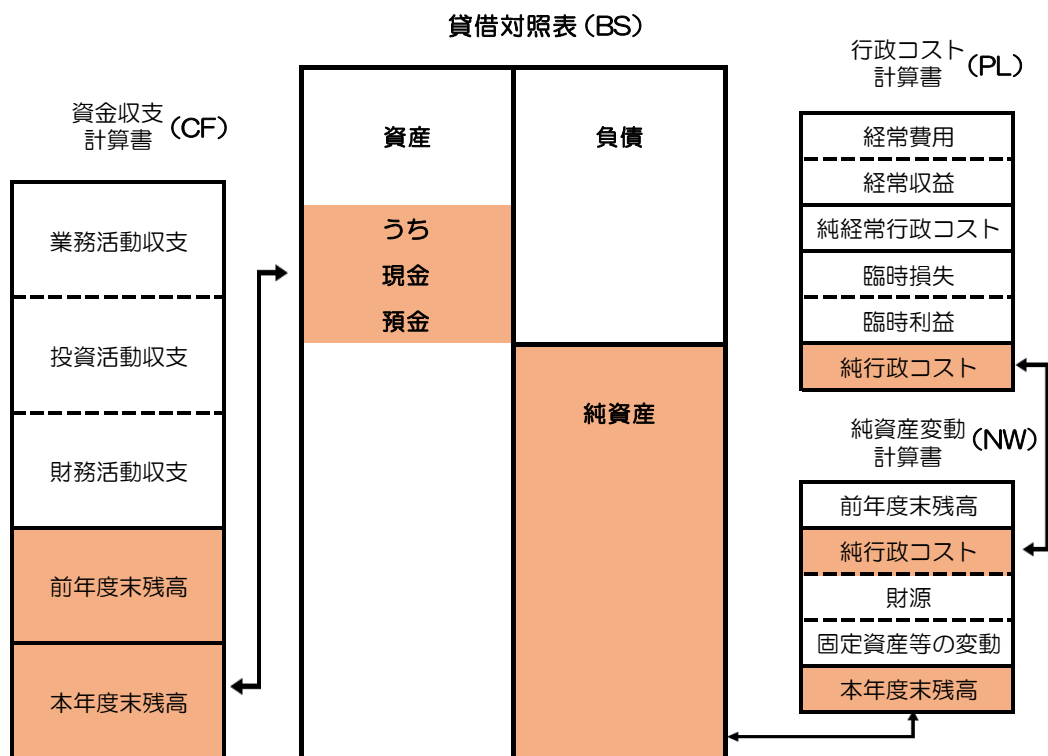 貸借対照表(BS)
資金収支
計算書(CF)
業務活動収支
投資活動収支
財務活動収支
前年度末残高
本年度末残高
資産
うち
現金
預金
負債
純資産
行政コスト
計算書(PL)
経常費用
経常収益
純経常行政コスト
臨時損失
臨時利益
純行政コスト
純資産変動
計算書(NW)
前年度末残高
純行政コスト
財源
固定資産等の変動
本年度末残高